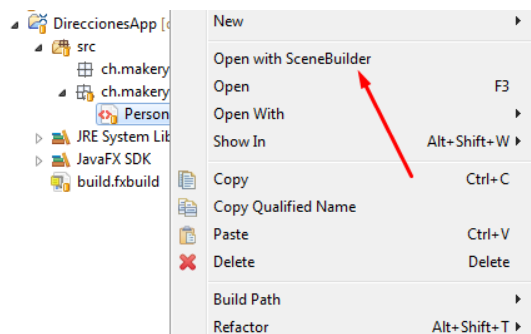 DireccionesApp [
src
ch.makery
ch.makery
Person
JRE System Lib
JavaFX SDK
build.fxbuild
New
Open with SceneBuilder
Open F3
Open With
Show In Alt+Shift+W
Copy Ctrl+C
Copy Qualified Name
Paste Ctrl+V
Delete Delete
Build Path
Refactor Alt+Shift+T